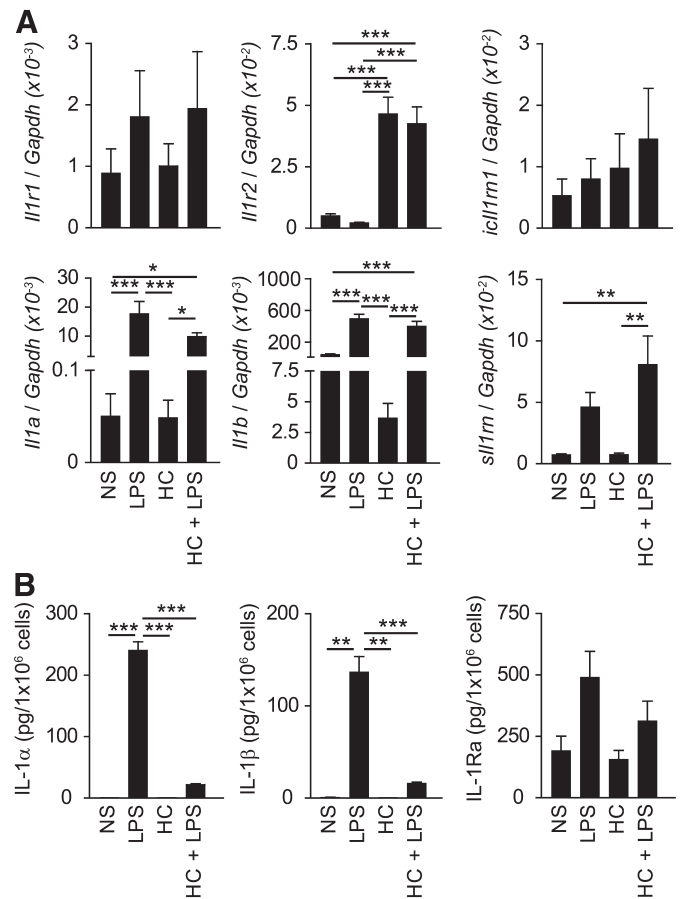 A
Il1r1 / Gapdh (x10-3)
3
2
1
0
Il1r2 / Gapdh (x10-2)
7.5
5
2.5
0
***
***
***
***
icIl1rn1 / Gapdh (x10-2)
3
2
1
0
Il1a / Gapdh (x10-3)
30
20
10
0.1
0
*
*** ***
*
NS
LPS
HC
HC + LPS
Il1b / Gapdh (x10-3)
1000
600
200
7.5
5
2.5
0
***
*** *** ***
NS
LPS
HC
HC + LPS
sIl1rn / Gapdh (x10-2)
15
10
5
0
**
**
NS
LPS
HC
HC + LPS
B
IL-1α (pg/1x106 cells)
300
200
100
0
***
*** ***
NS
LPS
HC
HC + LPS
IL-1β (pg/1x106 cells)
200
100
0
***
** **
NS
LPS
HC
HC + LPS
IL-1Ra (pg/1x106 cells)
750
500
250
0
NS
LPS
HC
HC + LPS